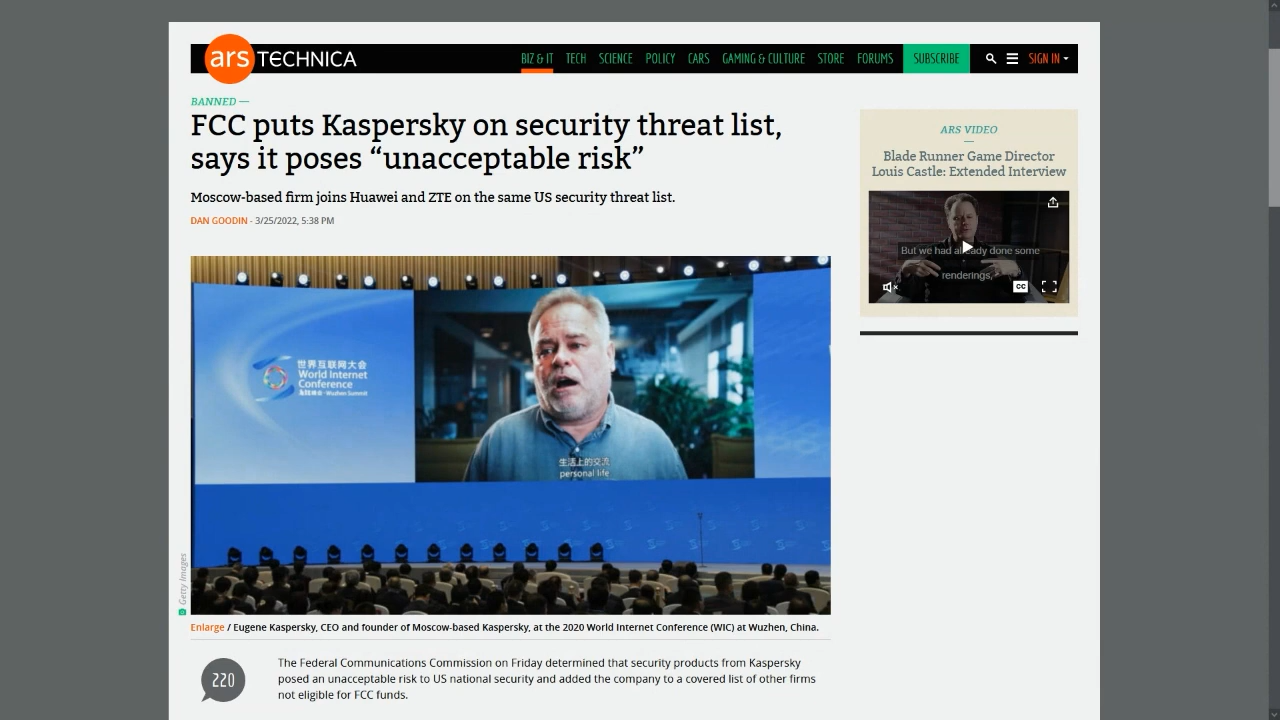 ars TECHNICA
BIZ & IT TECH SCIENCE POLICY CARS GAMING & CULTURE STORE FORUMS SUBSCRIBE SIGN IN
BANNED —
FCC puts Kaspersky on security threat list,
says it poses “unacceptable risk”
Moscow-based firm joins Huawei and ZTE on the same US security threat list.
DAN GOODIN - 3/25/2022, 5:38 PM
世界互联网大会
World Internet
Conference
乌镇峰会·Wuzhen Summit
生活上的交流
personal life
Getty Images
Enlarge / Eugene Kaspersky, CEO and founder of Moscow-based Kaspersky, at the 2020 World Internet Conference (WIC) at Wuzhen, China.
220
The Federal Communications Commission on Friday determined that security products from Kaspersky
posed an unacceptable risk to US national security and added the company to a covered list of other firms
not eligible for FCC funds.
ARS VIDEO
Blade Runner Game Director
Louis Castle: Extended Interview
But we had already done some
renderings,
CC